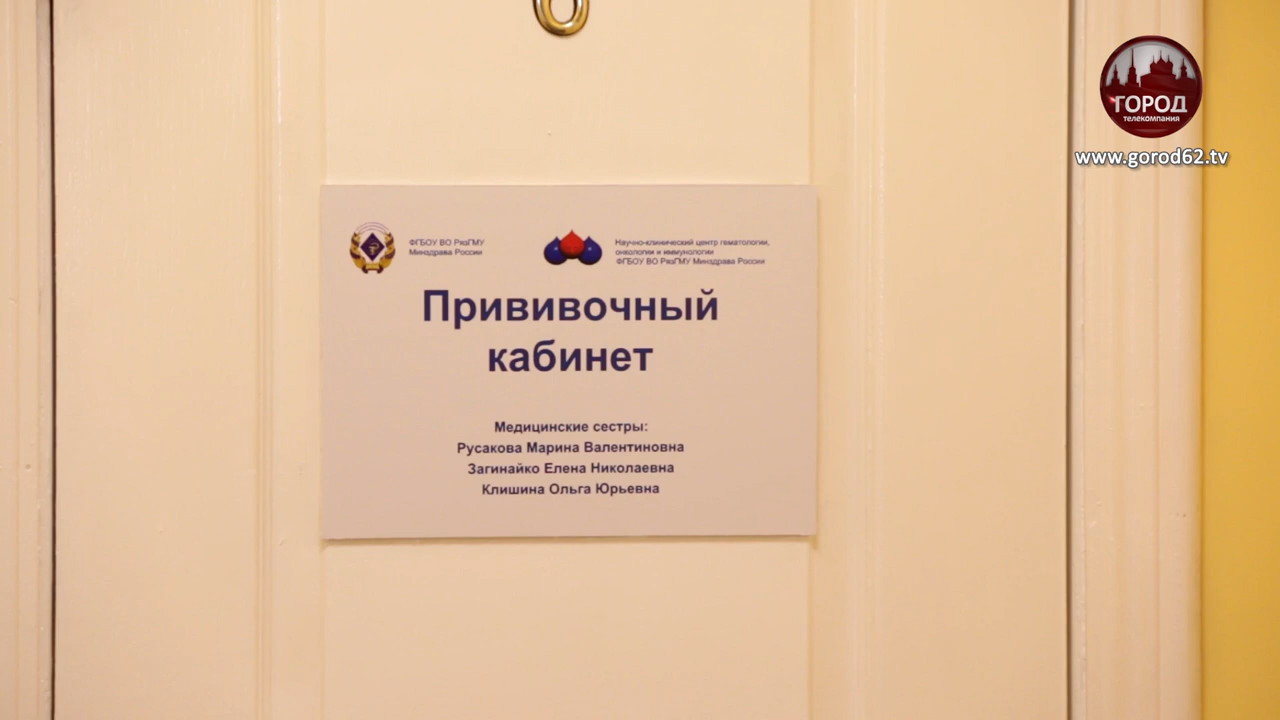 ГОРОД
телекомпания
www.gorod62.tv
ФГБОУ ВО РязГМУ
Минздрава России
Научно-клинический центр гематологии,
онкологии и иммунологии
ФГБОУ ВО РязГМУ Минздрава России
Прививочный
кабинет
Медицинские сестры:
Русакова Марина Валентиновна
Загинайко Елена Николаевна
Клишина Ольга Юрьевна